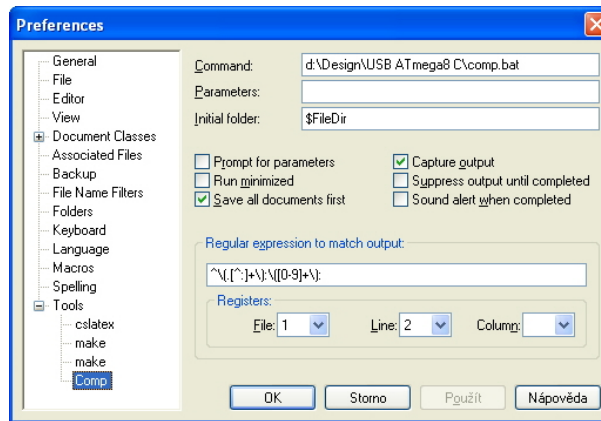 Preferences
General
File
Editor
View
Document Classes
Associated Files
Backup
File Name Filters
Folders
Keyboard
Language
Macros
Spelling
Tools
cslatex
make
make
Comp
Command: d:\Design\USB ATmega8 C\comp.bat
Parameters:
Initial folder: $FileDir
Prompt for parameters
Run minimized
Save all documents first
Capture output
Suppress output until completed
Sound alert when completed
Regular expression to match output:
^\(.[^:]+\):\([0-9]+\):
Registers:
File: 1 Line: 2 Column:
OK Storno Použít Nápověda